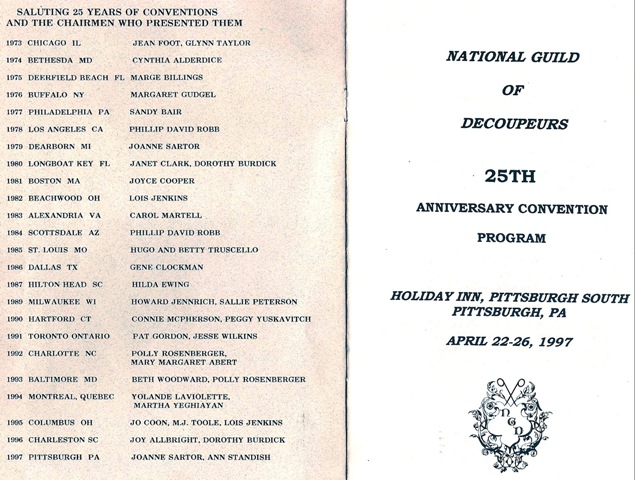 SALUTING 25 YEARS OF CONVENTIONS
AND THE CHAIRMEN WHO PRESENTED THEM
1973 CHICAGO IL JEAN FOOT, GLYNN TAYLOR
1974 BETHESDA MD CYNTHIA ALDERDICE
1975 DEERFIELD BEACH FL MARGE BILLINGS
1976 BUFFALO NY MARGARET GUDGEL
1977 PHILADELPHIA PA SANDY BAIR
1978 LOS ANGELES CA PHILLIP DAVID ROBB
1979 DEARBORN MI JOANNE SARTOR
1980 LONGBOAT KEY FL JANET CLARK, DOROTHY BURDICK
1981 BOSTON MA JOYCE COOPER
1982 BEACHWOOD OH LOIS JENKINS
1983 ALEXANDRIA VA CAROL MARTELL
1984 SCOTTSDALE AZ PHILLIP DAVID ROBB
1985 ST. LOUIS MO HUGO AND BETTY TRUSCELLO
1986 DALLAS TX GENE CLOCKMAN
1987 HILTON HEAD SC HILDA EWING
1989 MILWAUKEE WI HOWARD JENNRICH, SALLIE PETERSON
1990 HARTFORD CT CONNIE MCPHERSON, PEGGY YUSKAVITCH
1991 TORONTO ONTARIO PAT GORDON, JESSE WILKINS
1992 CHARLOTTE NC POLLY ROSENBERGER,
MARY MARGARET ABERT
1993 BALTIMORE MD BETH WOODWARD, POLLY ROSENBERGER
1994 MONTREAL, QUEBEC YOLANDE LAVIOLETTE,
MARTHA YEGHIAYAN
1995 COLUMBUS OH JO COON, M.J. TOOLE, LOIS JENKINS
1996 CHARLESTON SC JOY ALLBRIGHT, DOROTHY BURDICK
1997 PITTSBURGH PA JOANNE SARTOR, ANN STANDISH
NATIONAL GUILD
OF
DECOUPEURS
25TH
ANNIVERSARY CONVENTION
PROGRAM
HOLIDAY INN, PITTSBURGH SOUTH
PITTSBURGH, PA
APRIL 22-26, 1997
NGD